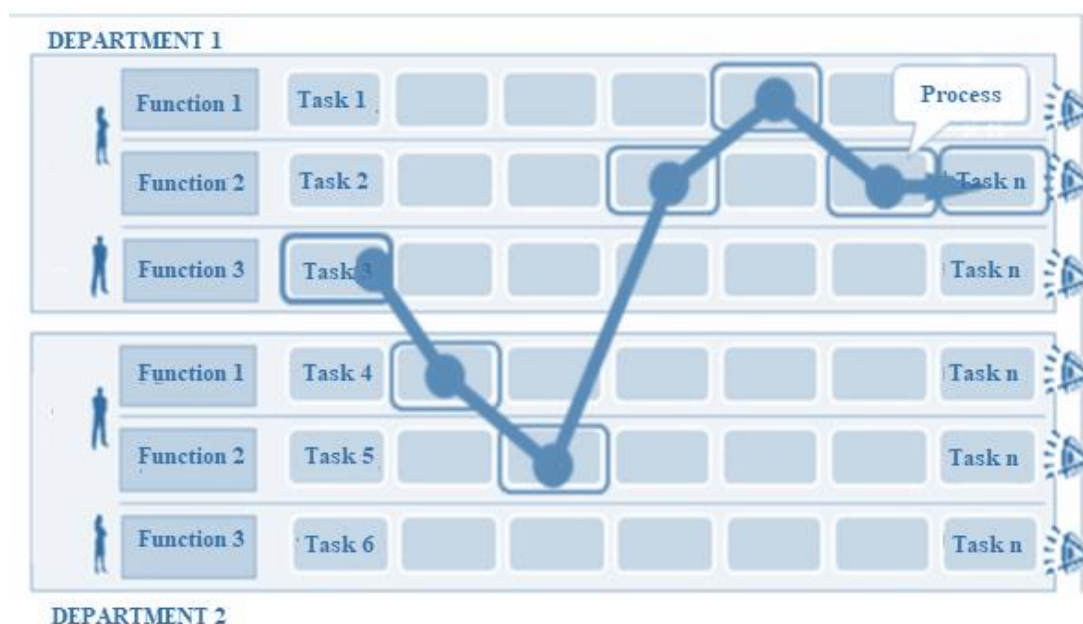 DEPARTMENT 1
Function 1 Task 1 Process
Function 2 Task 2 Task n
Function 3 Task 3 Task n
Function 1 Task 4 Task n
Function 2 Task 5 Task n
Function 3 Task 6 Task n
DEPARTMENT 2